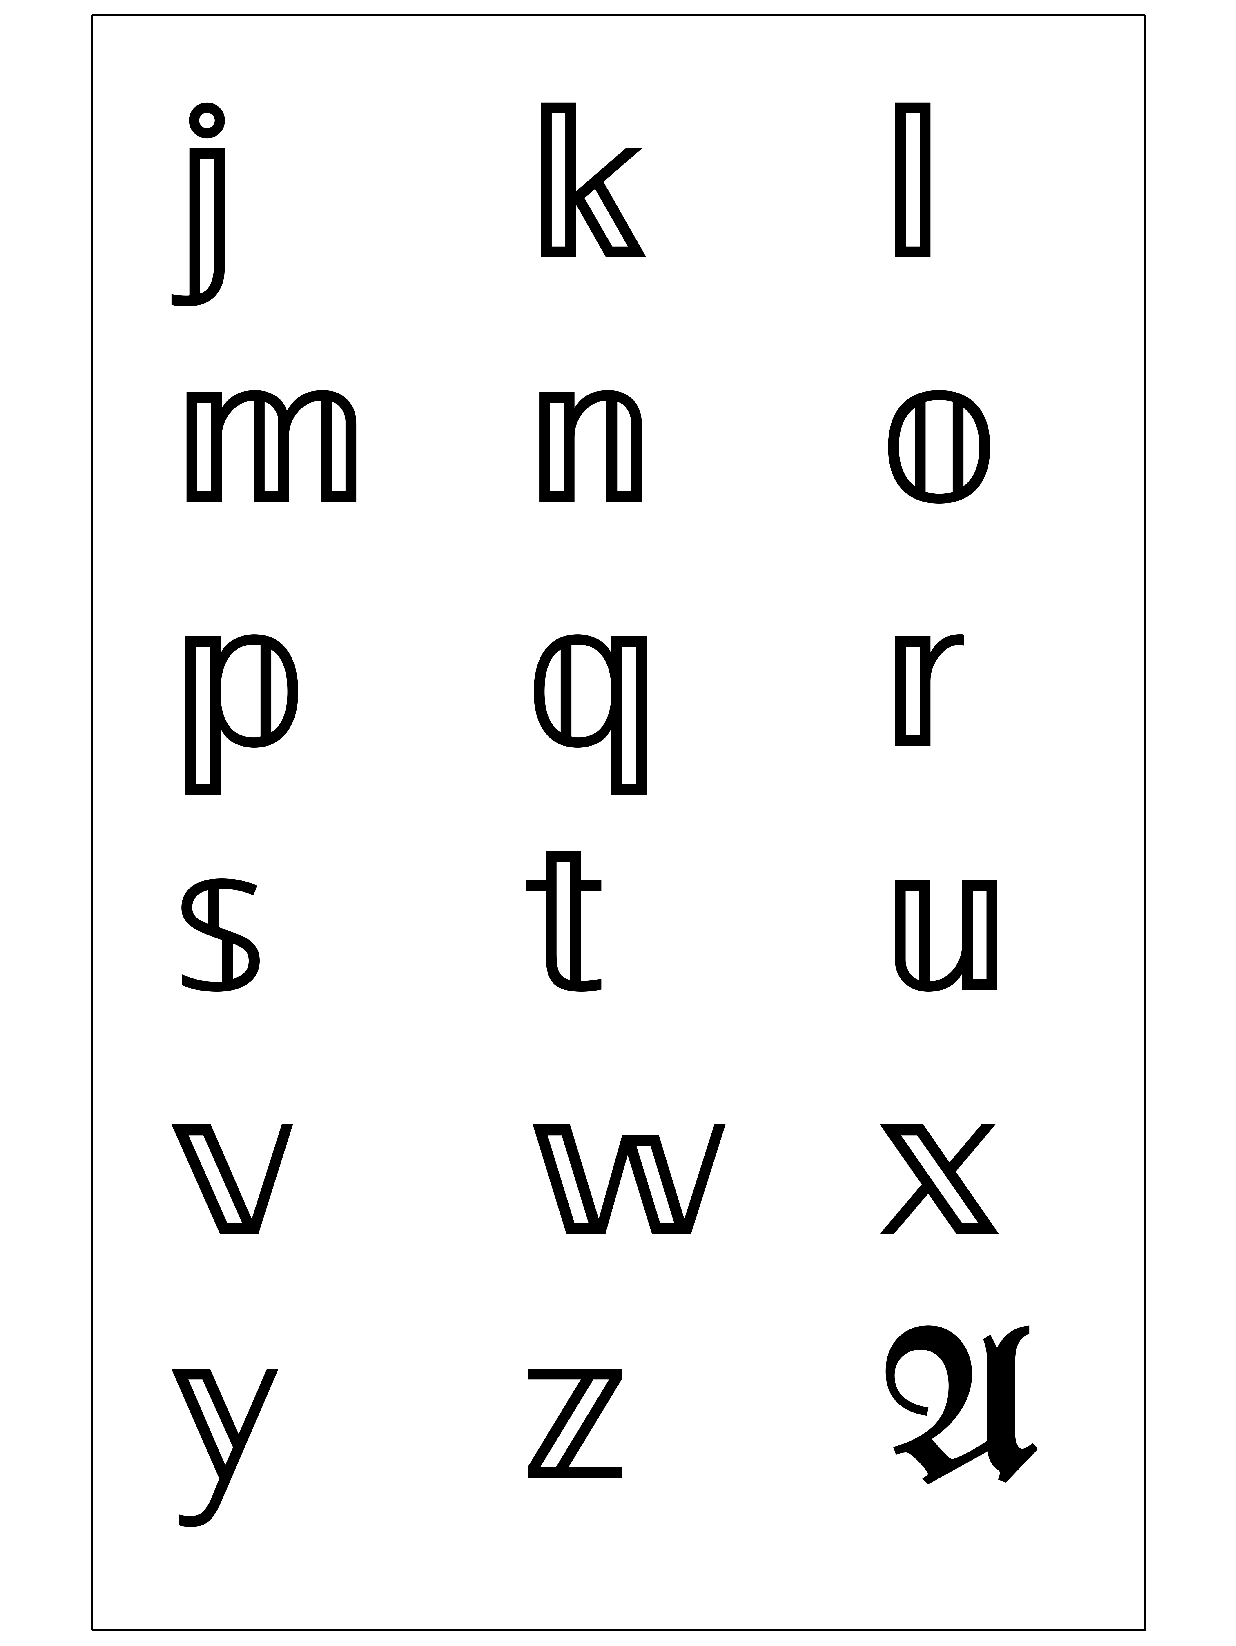 𝕛 𝕜 𝕝
𝕞 𝕟 𝕠
𝕡 𝕢 𝕣
𝕤 𝕥 𝕦
𝕧 𝕨 𝕩
𝕪 𝕫 𝕬